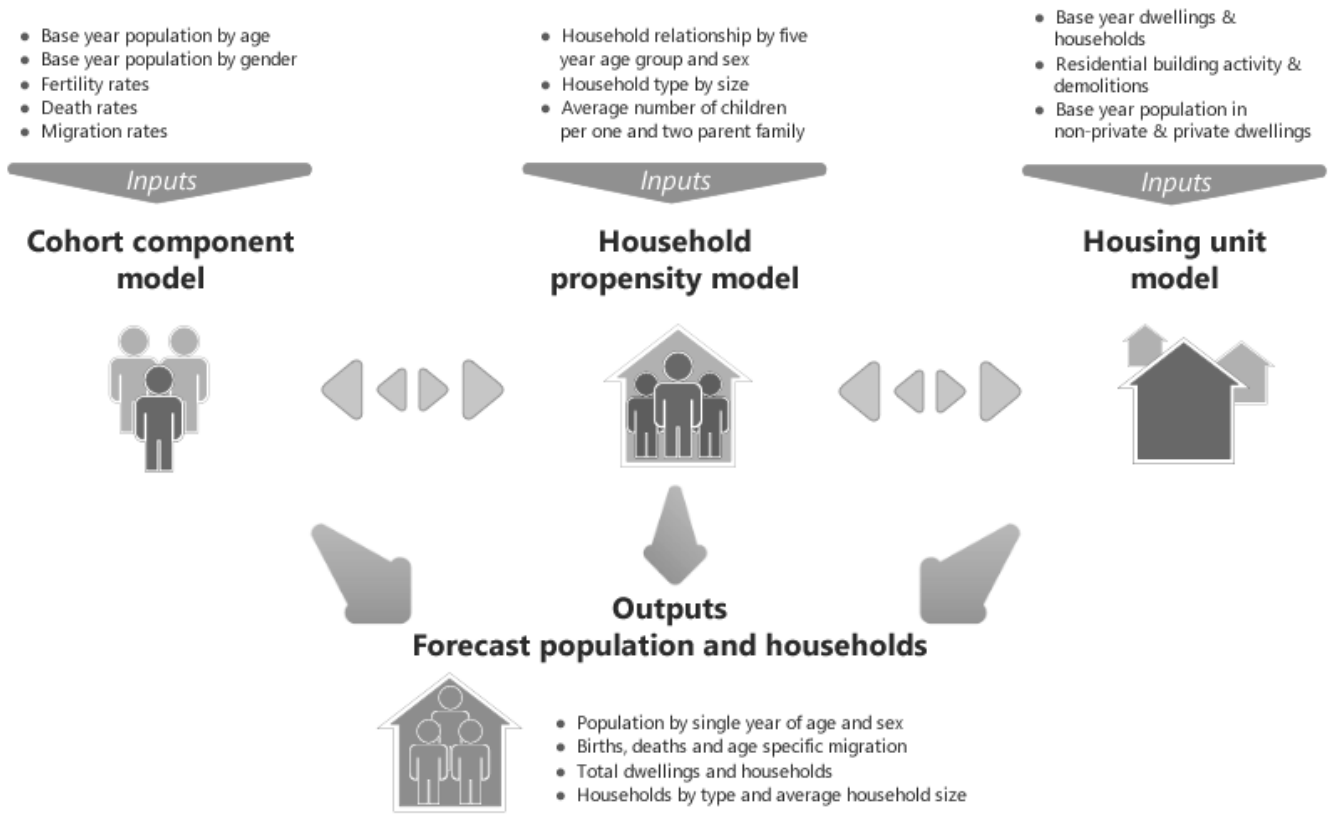 • Base year population by age
• Base year population by gender
• Fertility rates
• Death rates
• Migration rates
Inputs
Cohort component
model
• Household relationship by five
year age group and sex
• Household type by size
• Average number of children
per one and two parent family
Inputs
Household
propensity model
• Base year dwellings &
households
• Residential building activity &
demolitions
• Base year population in
non-private & private dwellings
Inputs
Housing unit
model
Outputs
Forecast population and households
• Population by single year of age and sex
• Births, deaths and age specific migration
• Total dwellings and households
• Households by type and average household size